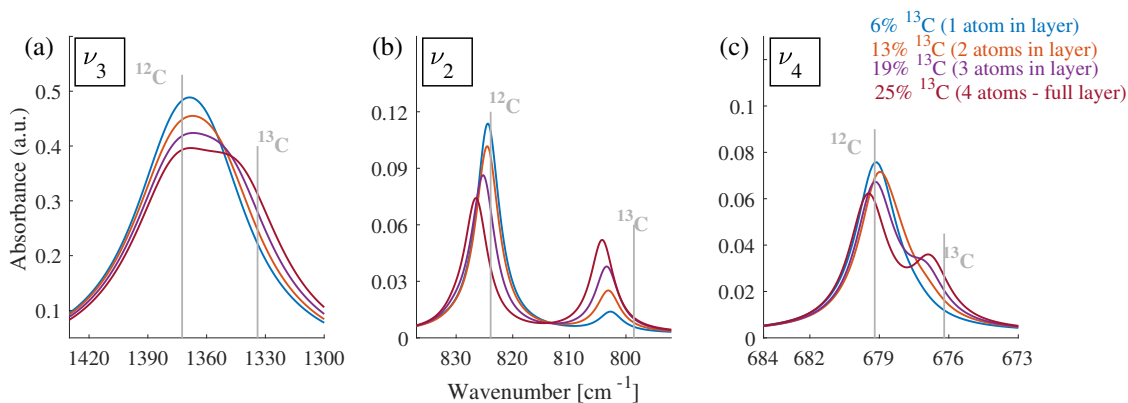 6% ¹³C (1 atom in layer)
13% ¹³C (2 atoms in layer)
19% ¹³C (3 atoms in layer)
25% ¹³C (4 atoms - full layer)
(a) ν₃
¹²C
¹³C
Absorbance (a.u.)
0.5
0.4
0.3
0.2
0.1
1420 1390 1360 1330 1300
(b) ν₂
¹²C
¹³C
0.12
0.09
0.06
0.03
0
830 820 810 800
Wavenumber [cm⁻¹]
(c) ν₄
¹²C
¹³C
0.1
0.08
0.06
0.04
0.02
0
684 682 679 676 673